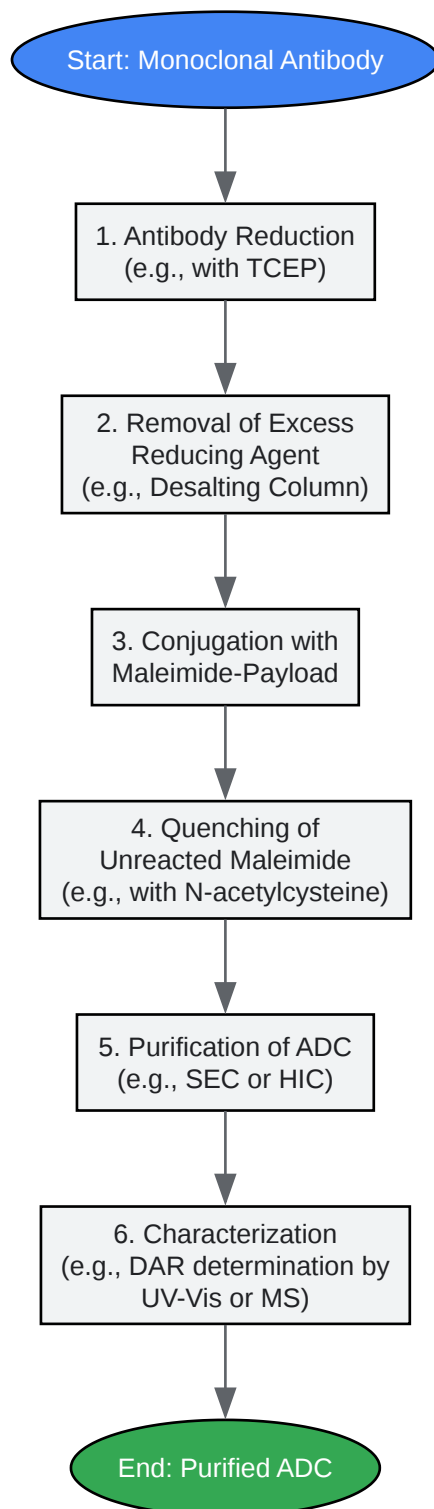 Start: Monoclonal Antibody
1. Antibody Reduction
(e.g., with TCEP)
2. Removal of Excess
Reducing Agent
(e.g., Desalting Column)
3. Conjugation with
Maleimide-Payload
4. Quenching of
Unreacted Maleimide
(e.g., with N-acetylcysteine)
5. Purification of ADC
(e.g., SEC or HIC)
6. Characterization
(e.g., DAR determination by
UV-Vis or MS)
End: Purified ADC